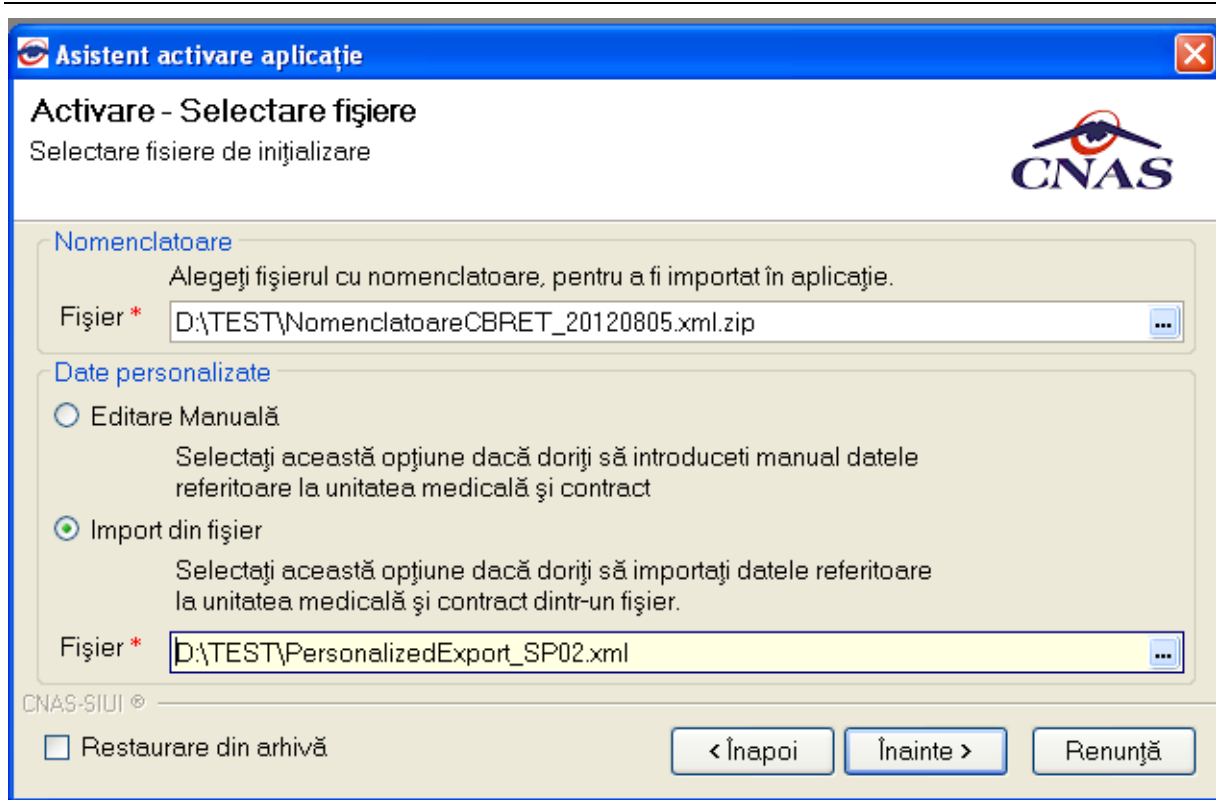 Asistent activare aplicație
Activare - Selectare fişiere
Selectare fisiere de iniţializare
CNAS
Nomenclatoare
Alegeţi fişierul cu nomenclatoare, pentru a fi importat în aplicaţie.
Fişier * D:\TEST\NomenclatoareCBRET_20120805.xml.zip ...
Date personalizate
Editare Manuală
Selectaţi această opţiune dacă doriţi să introduceti manual datele
referitoare la unitatea medicală şi contract
Import din fişier
Selectaţi această opţiune dacă doriţi să importaţi datele referitoare
la unitatea medicală şi contract dintr-un fişier.
Fişier * D:\TEST\PersonalizedExport_SP02.xml ...
CNAS-SIUI ®
Restaurare din arhivă < Înapoi Înainte > Renunţă